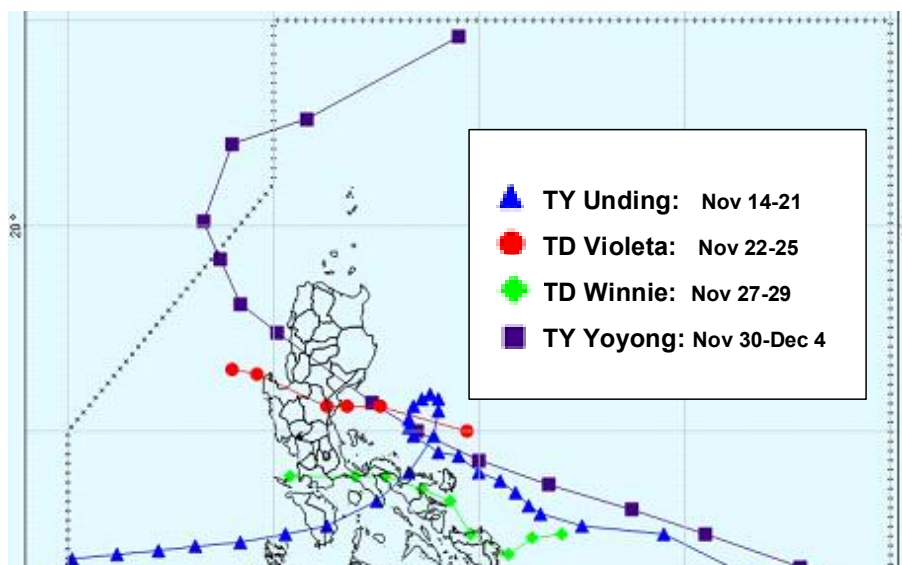 20°
TY Unding: Nov 14-21
TD Violeta: Nov 22-25
TD Winnie: Nov 27-29
TY Yoyong: Nov 30-Dec 4